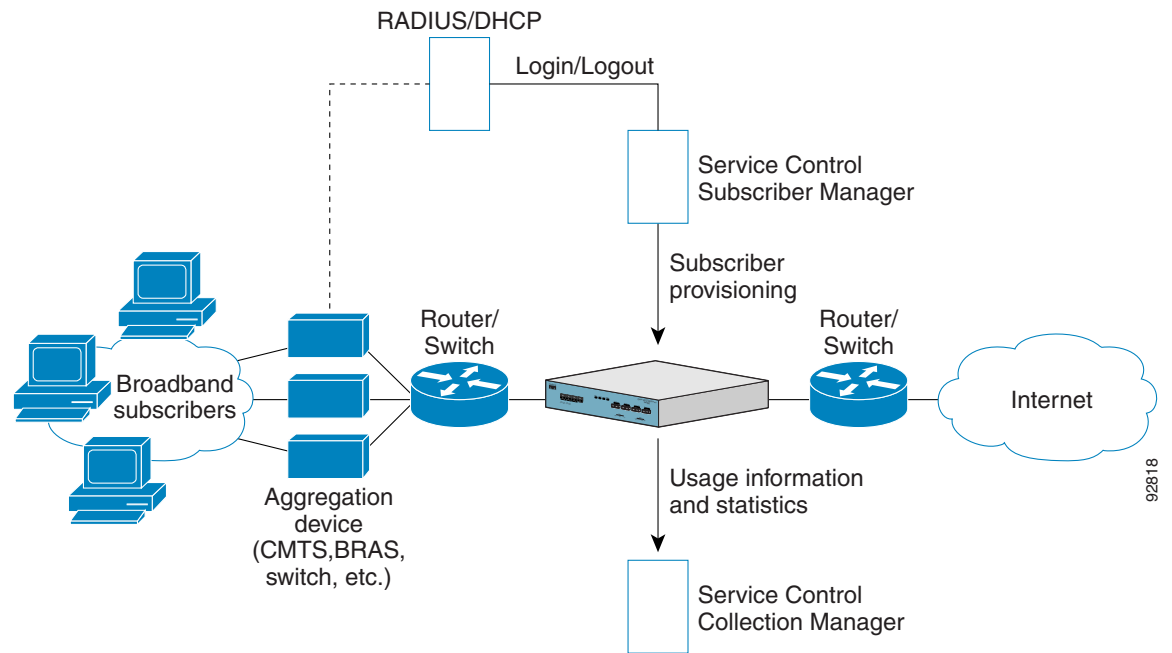 RADIUS/DHCP
Login/Logout
Service Control
Subscriber Manager
Subscriber
provisioning
Router/
Switch
Router/
Switch
Broadband
subscribers
Internet
Aggregation
device
(CMTS,BRAS,
switch, etc.)
Usage information
and statistics
Service Control
Collection Manager
92818